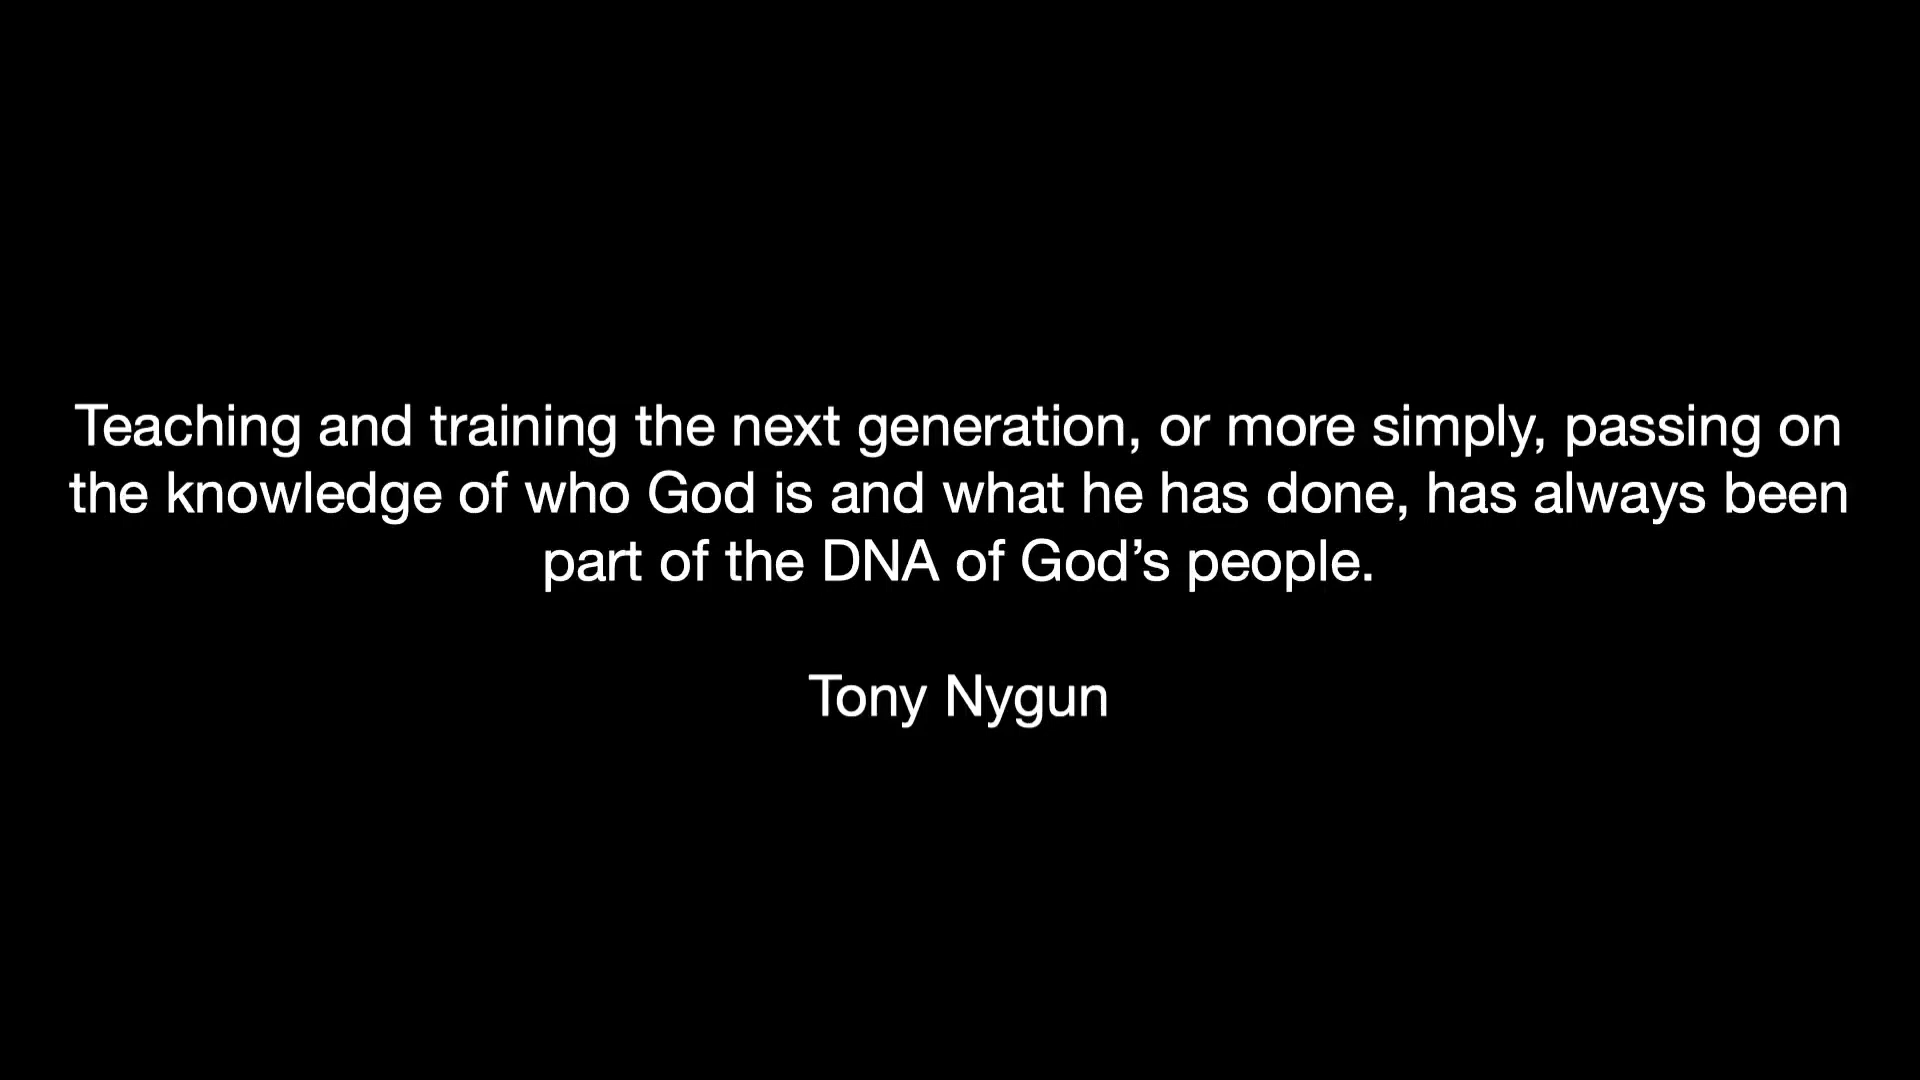 Teaching and training the next generation, or more simply, passing on
the knowledge of who God is and what he has done, has always been
part of the DNA of God’s people.
Tony Nygun